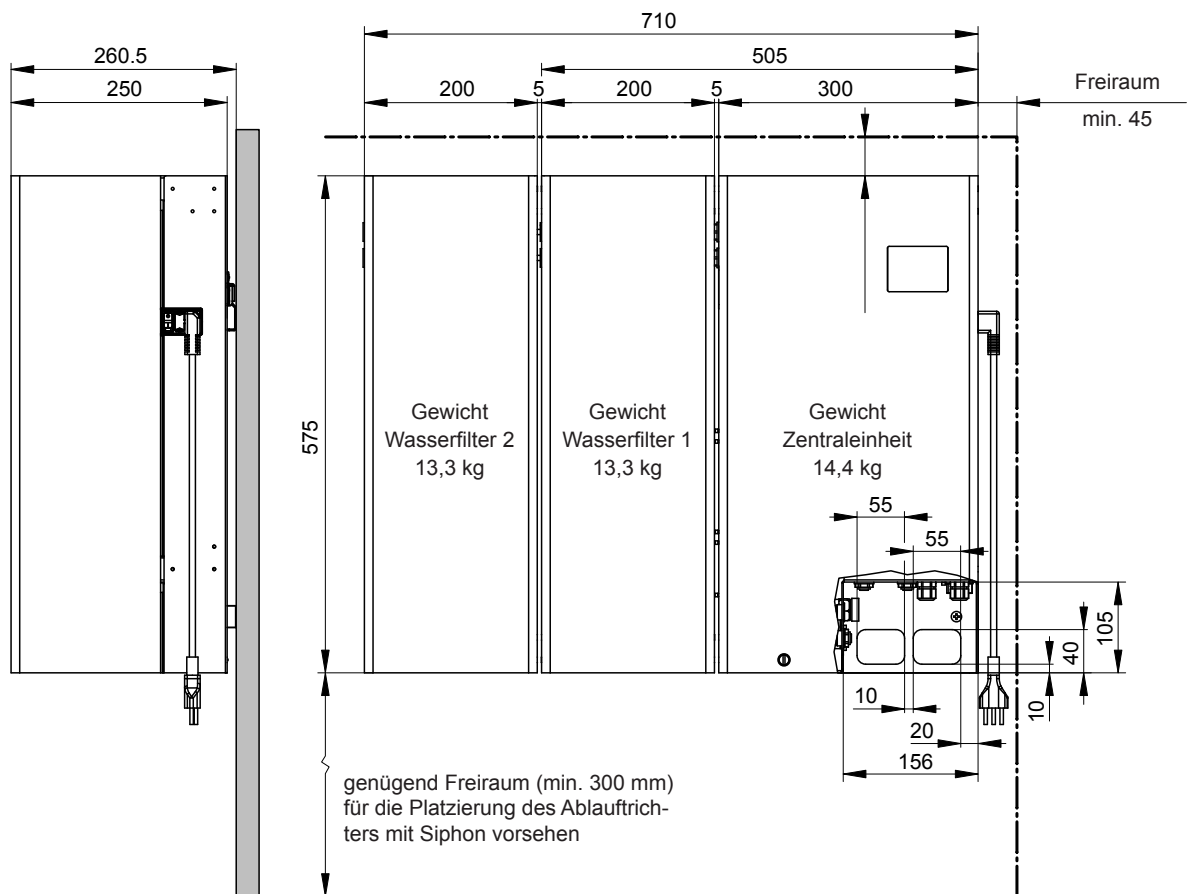 710
260.5
505
250
200
5
200
5
300
Freiraum
min. 45
575
Gewicht
Wasserfilter 2
13,3 kg
Gewicht
Wasserfilter 1
13,3 kg
Gewicht
Zentraleinheit
14,4 kg
55
55
105
40
10
10
20
156
genügend Freiraum (min. 300 mm)
für die Platzierung des Ablauftrich-
ters mit Siphon vorsehen